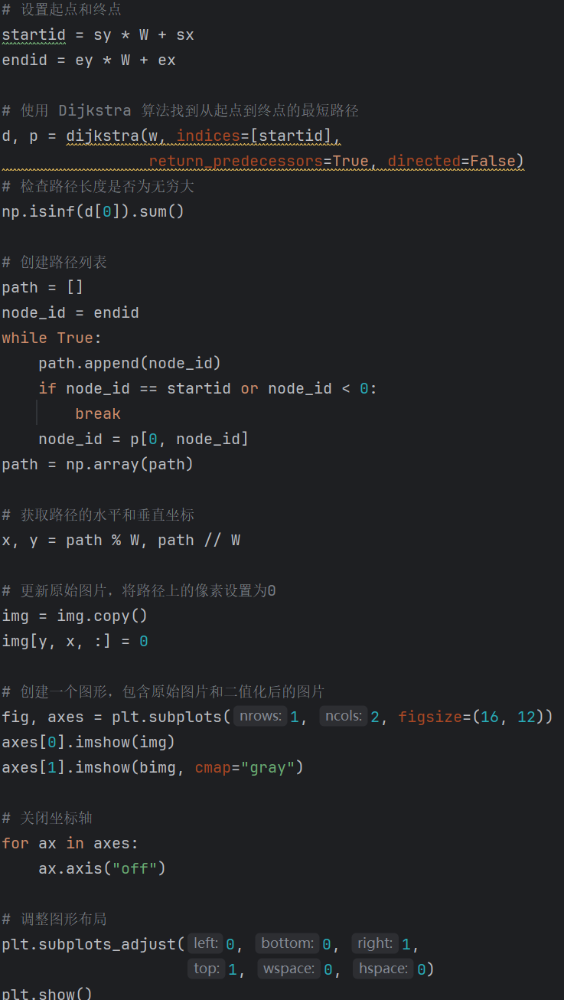 # 设置起点和终点
startid = sy * W + sx
endid = ey * W + ex
# 使用 Dijkstra 算法找到从起点到终点的最短路径
d, p = dijkstra(w, indices=[startid],
return_predecessors=True, directed=False)
# 检查路径长度是否为无穷大
np.isinf(d[0]).sum()
# 创建路径列表
path = []
node_id = endid
while True:
path.append(node_id)
if node_id == startid or node_id < 0:
break
node_id = p[0, node_id]
path = np.array(path)
# 获取路径的水平和垂直坐标
x, y = path % W, path // W
# 更新原始图片，将路径上的像素设置为0
img = img.copy()
img[y, x, :] = 0
# 创建一个图形，包含原始图片和二值化后的图片
fig, axes = plt.subplots( nrows: 1, ncols: 2, figsize=(16, 12))
axes[0].imshow(img)
axes[1].imshow(bimg, cmap="gray")
# 关闭坐标轴
for ax in axes:
ax.axis("off")
# 调整图形布局
plt.subplots_adjust( left: 0, bottom: 0, right: 1,
top: 1, wspace: 0, hspace: 0)
plt.show()